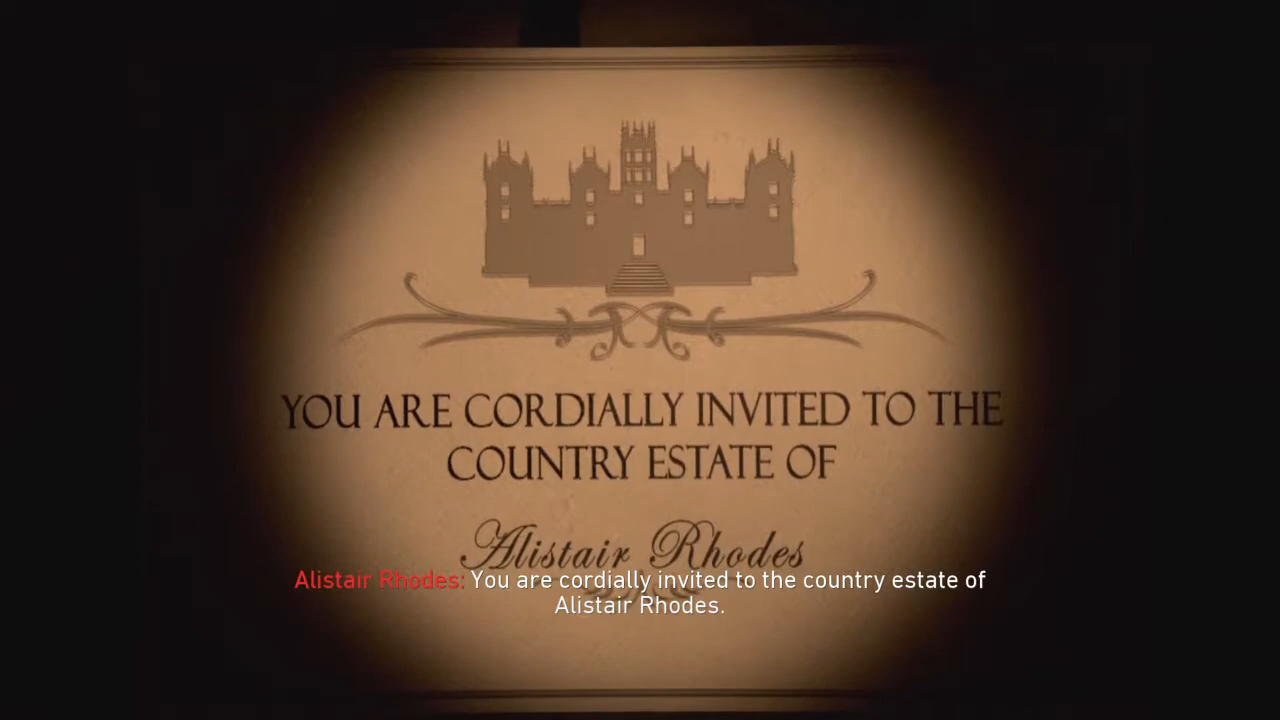 YOU ARE CORDIALLY INVITED TO THE
COUNTRY ESTATE OF
Alistair Rhodes
Alistair Rhodes: You are cordially invited to the country estate of
Alistair Rhodes.